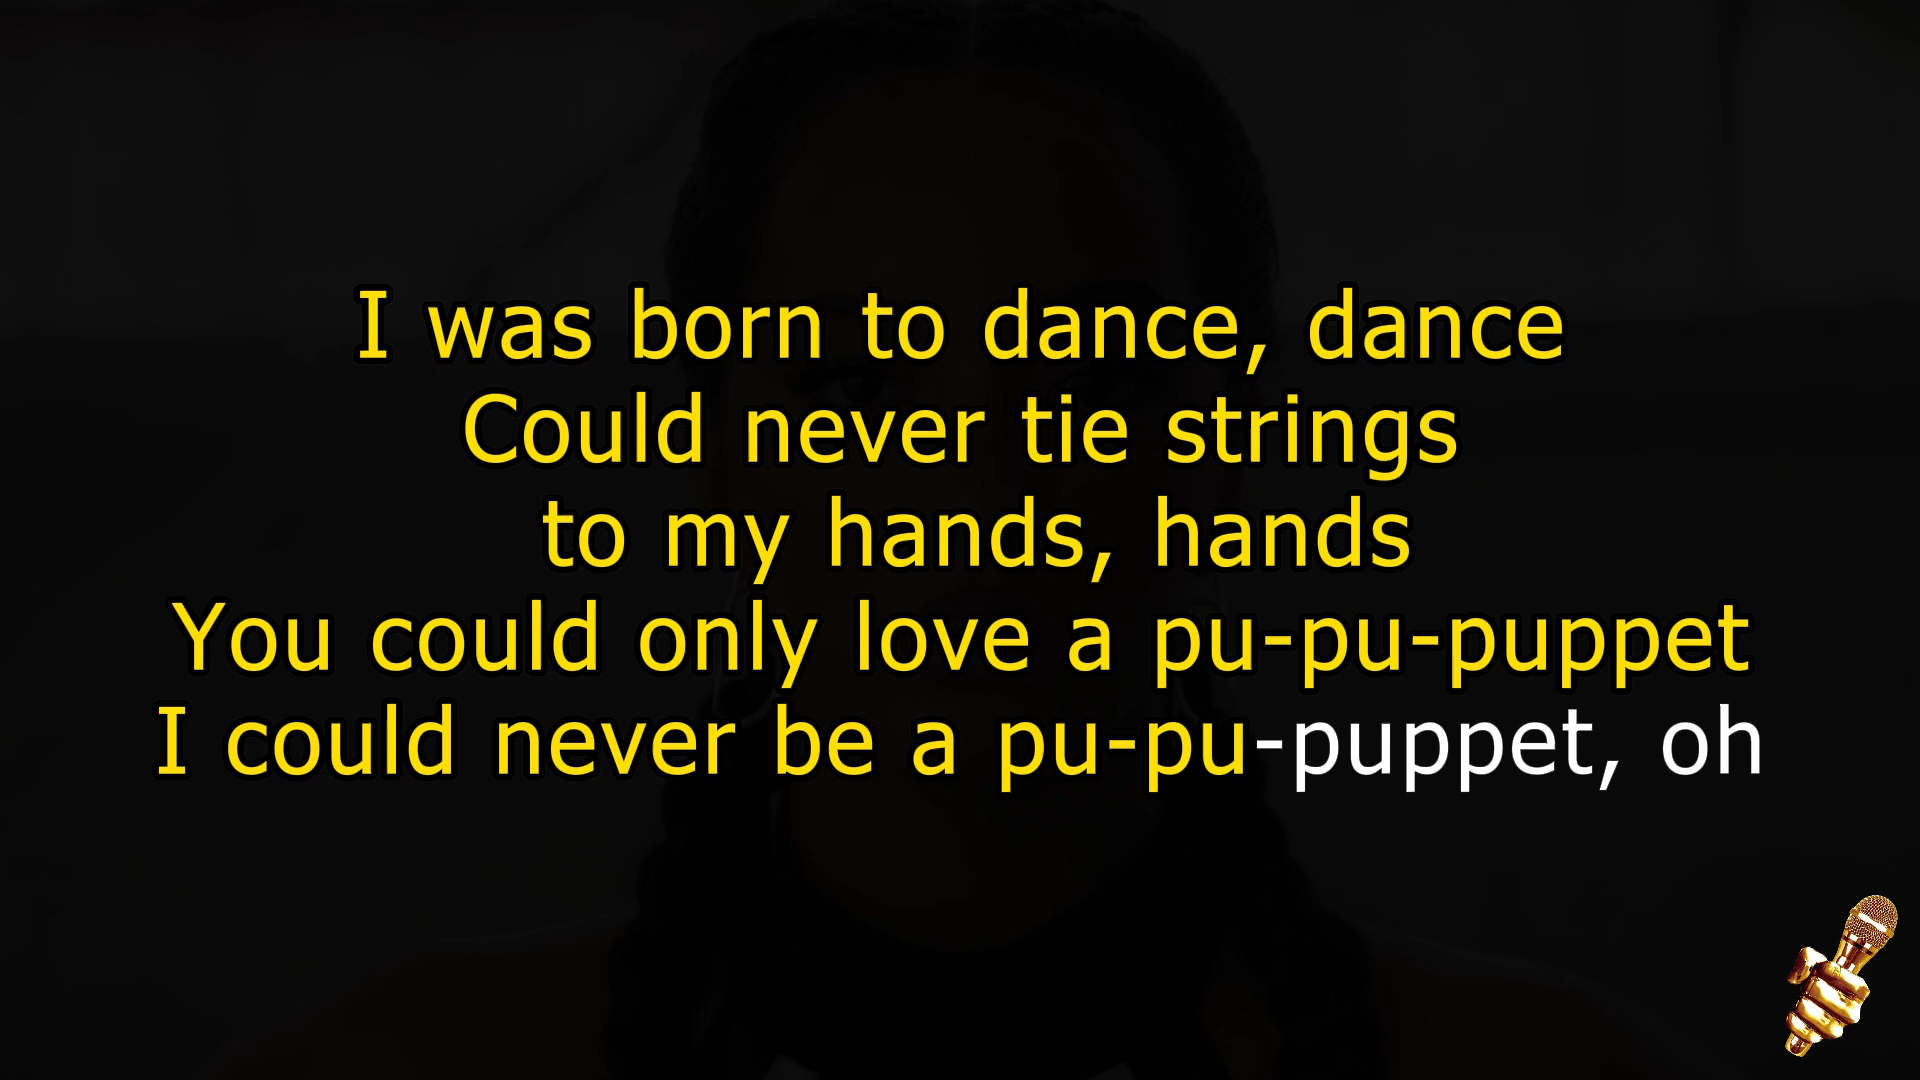 I was born to dance, dance
Could never tie strings
to my hands, hands
You could only love a pu-pu-puppet
I could never be a pu-pu-puppet, oh